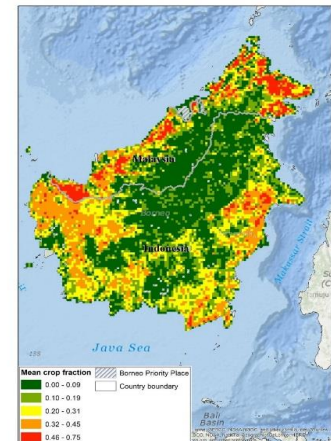 Malaysia
Borneo
Indonesia
Makassar Strait
Java Sea
Bali
Basin
Mean crop fraction
0.00 - 0.09
0.10 - 0.19
0.20 - 0.31
0.32 - 0.45
0.46 - 0.75
Borneo Priority Place
Country boundary